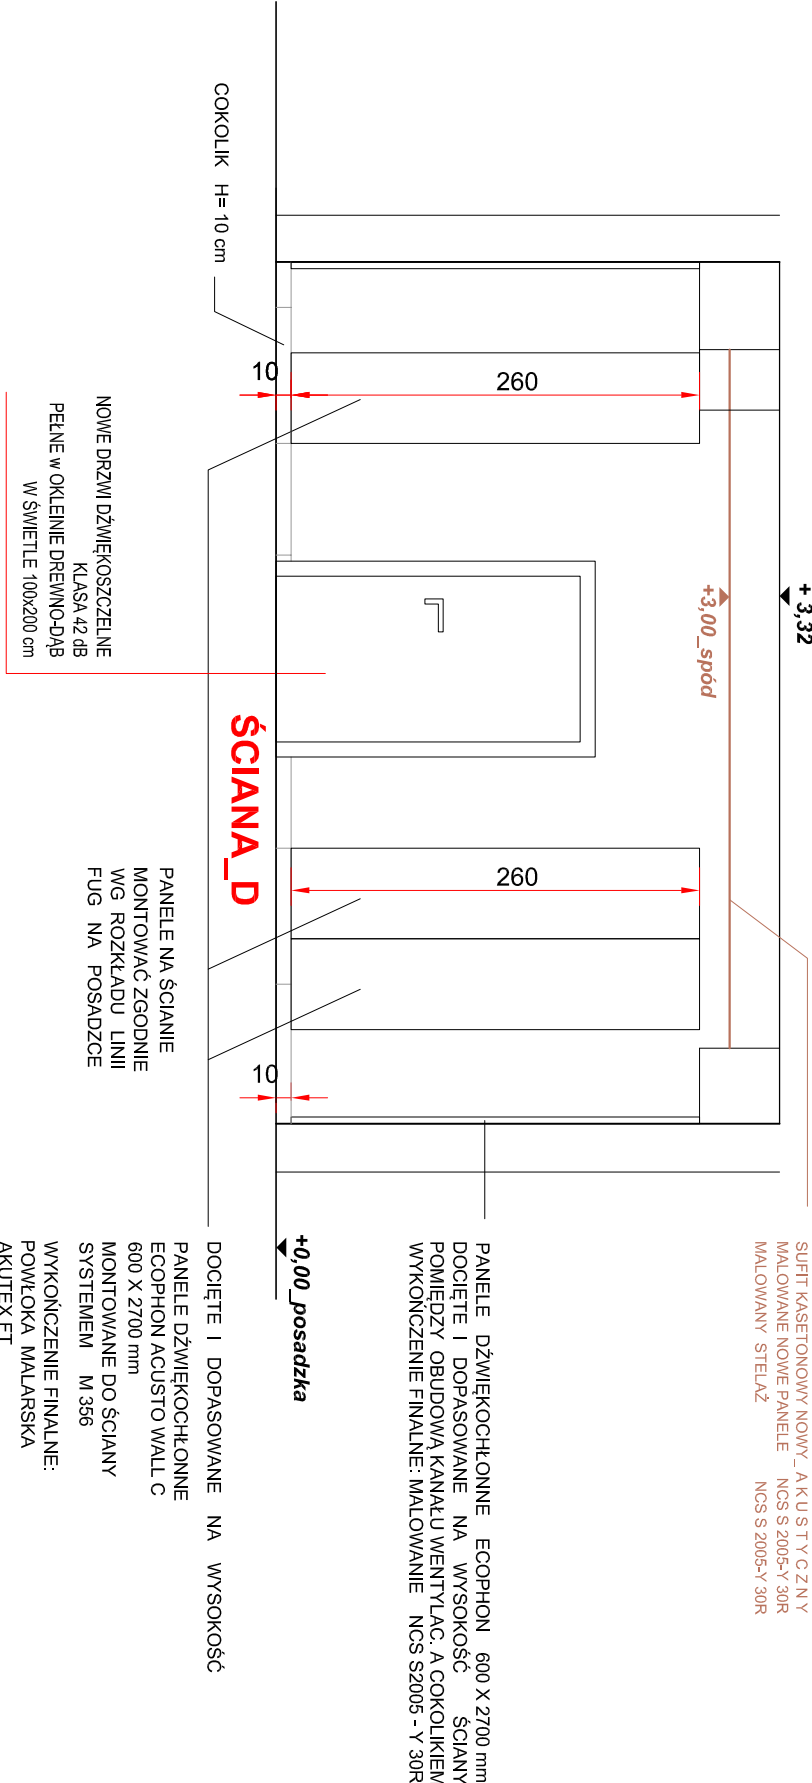 SUFIT KASETONOWY NOWY_ A K U S T Y C Z N Y
MALOWANE NOWE PANELE NCS S 2005-Y 30R
MALOWANY STELAŻ NCS S 2005-Y 30R
+ 3,32
+3,00_spód
260
260
10
10
COKOLIK H= 10 cm
+0,00_posadzka
ŚCIANA_D
PANELE DŹWIĘKOCHŁONNE ECOPHON 600 X 2700 mm
DOCIĘTE I DOPASOWANE NA WYSOKOŚĆ ŚCIANY
POMIĘDZY OBUDOWĄ KANAŁU WENTYLAC. A COKOLIKIEM
WYKOŃCZENIE FINALNE: MALOWANIE NCS S2005 - Y 30R
NOWE DRZWI DŹWIĘKOSZCZELNE
KLASA 42 dB
PEŁNE w OKLEINIE DREWNO-DĄB
W ŚWIETLE 100x200 cm
PANELE NA ŚCIANIE
MONTOWAĆ ZGODNIE
WG ROZKŁADU LINII
FUG NA POSADZCE
DOCIĘTE I DOPASOWANE NA WYSOKOŚĆ
PANELE DŹWIĘKOCHŁONNE
ECOPHON ACUSTO WALL C
600 X 2700 mm
MONTOWANE DO ŚCIANY
SYSTEMEM M 356
WYKOŃCZENIE FINALNE:
POWŁOKA MALARSKA
AKUTEX FT